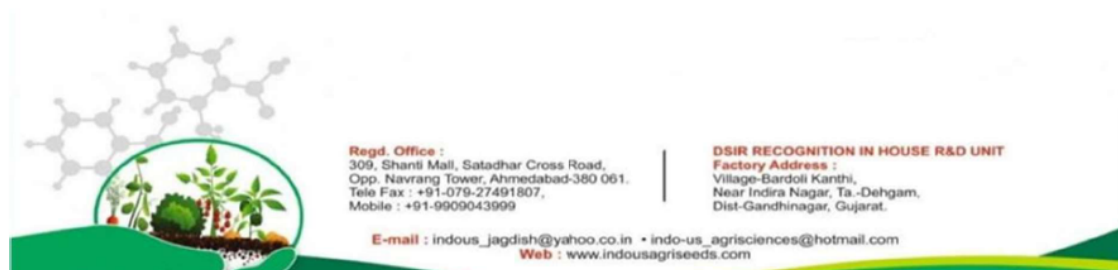 Regd. Office :
309, Shanti Mall, Satadhar Cross Road,
Opp. Navrang Tower, Ahmedabad-380 061.
Tele Fax : +91-079-27491807,
Mobile : +91-9909043999
DSIR RECOGNITION IN HOUSE R&D UNIT
Factory Address :
Village-Bardoli Kanthi,
Near Indira Nagar, Ta.-Dehgam,
Dist-Gandhinagar, Gujarat.
E-mail : indous_jagdish@yahoo.co.in • indo-us_agrisciences@hotmail.com
Web : www.indousagriseeds.com